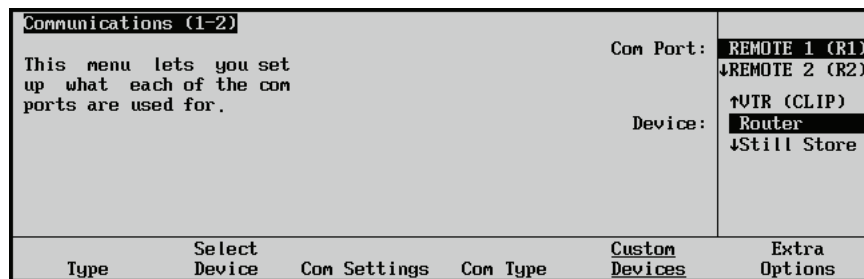 Communications (1-2)
This menu lets you set
up what each of the com
ports are used for.
Com Port: REMOTE 1 (R1)
↓REMOTE 2 (R2)
↑VTR (CLIP)
Device: Router
↓Still Store
Type Select Device Com Settings Com Type Custom Devices Extra Options